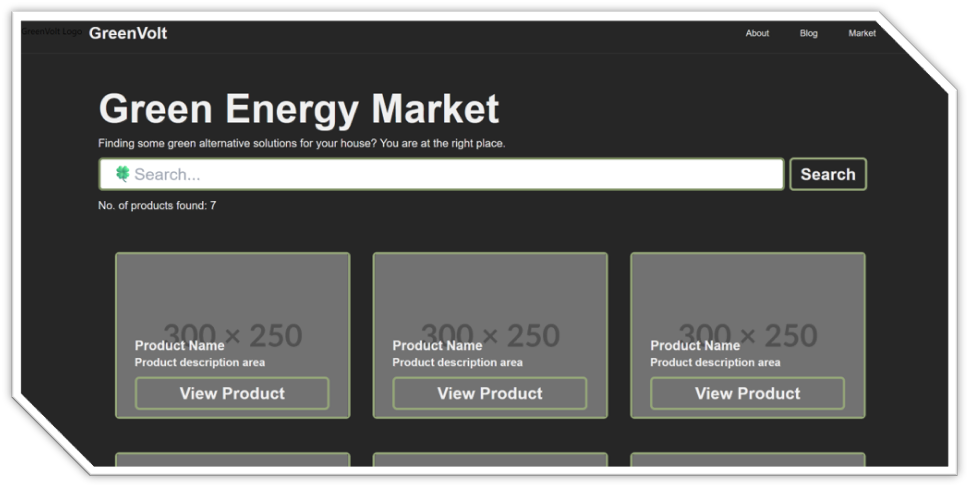 GreenVolt Logo GreenVolt About Blog Market
Green Energy Market
Finding some green alternative solutions for your house? You are at the right place.
Search... Search
No. of products found: 7
300 × 250 300 × 250 300 × 250
Product Name Product Name Product Name
Product description area Product description area Product description area
View Product View Product View Product